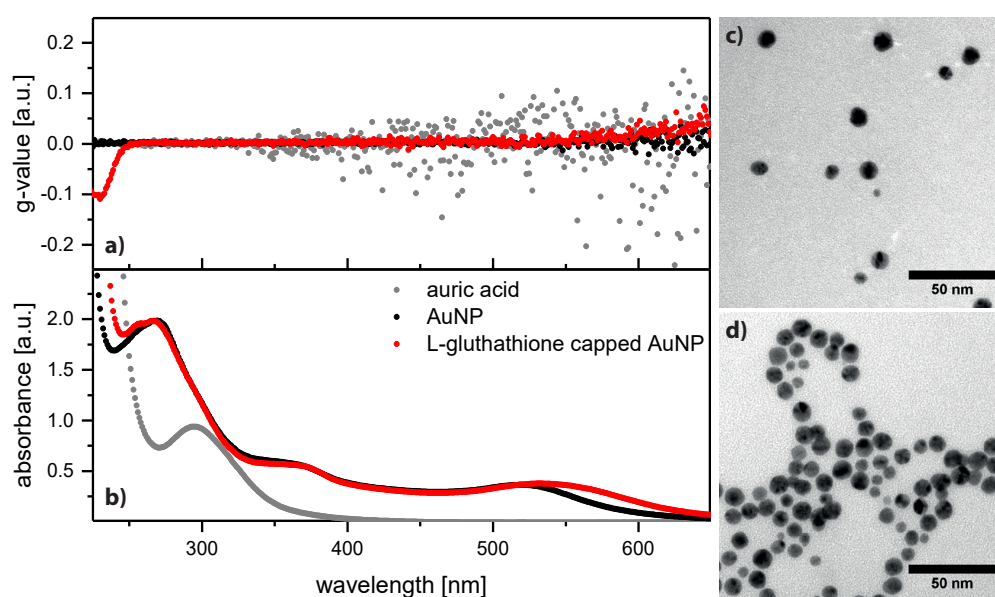 0.2
0.1
0.0
-0.1
-0.2
g-value [a.u.]
a)
2.0
1.5
1.0
0.5
absorbance [a.u.]
b)
auric acid
AuNP
L-gluthathione capped AuNP
300
400
500
600
wavelength [nm]
c)
50 nm
d)
50 nm